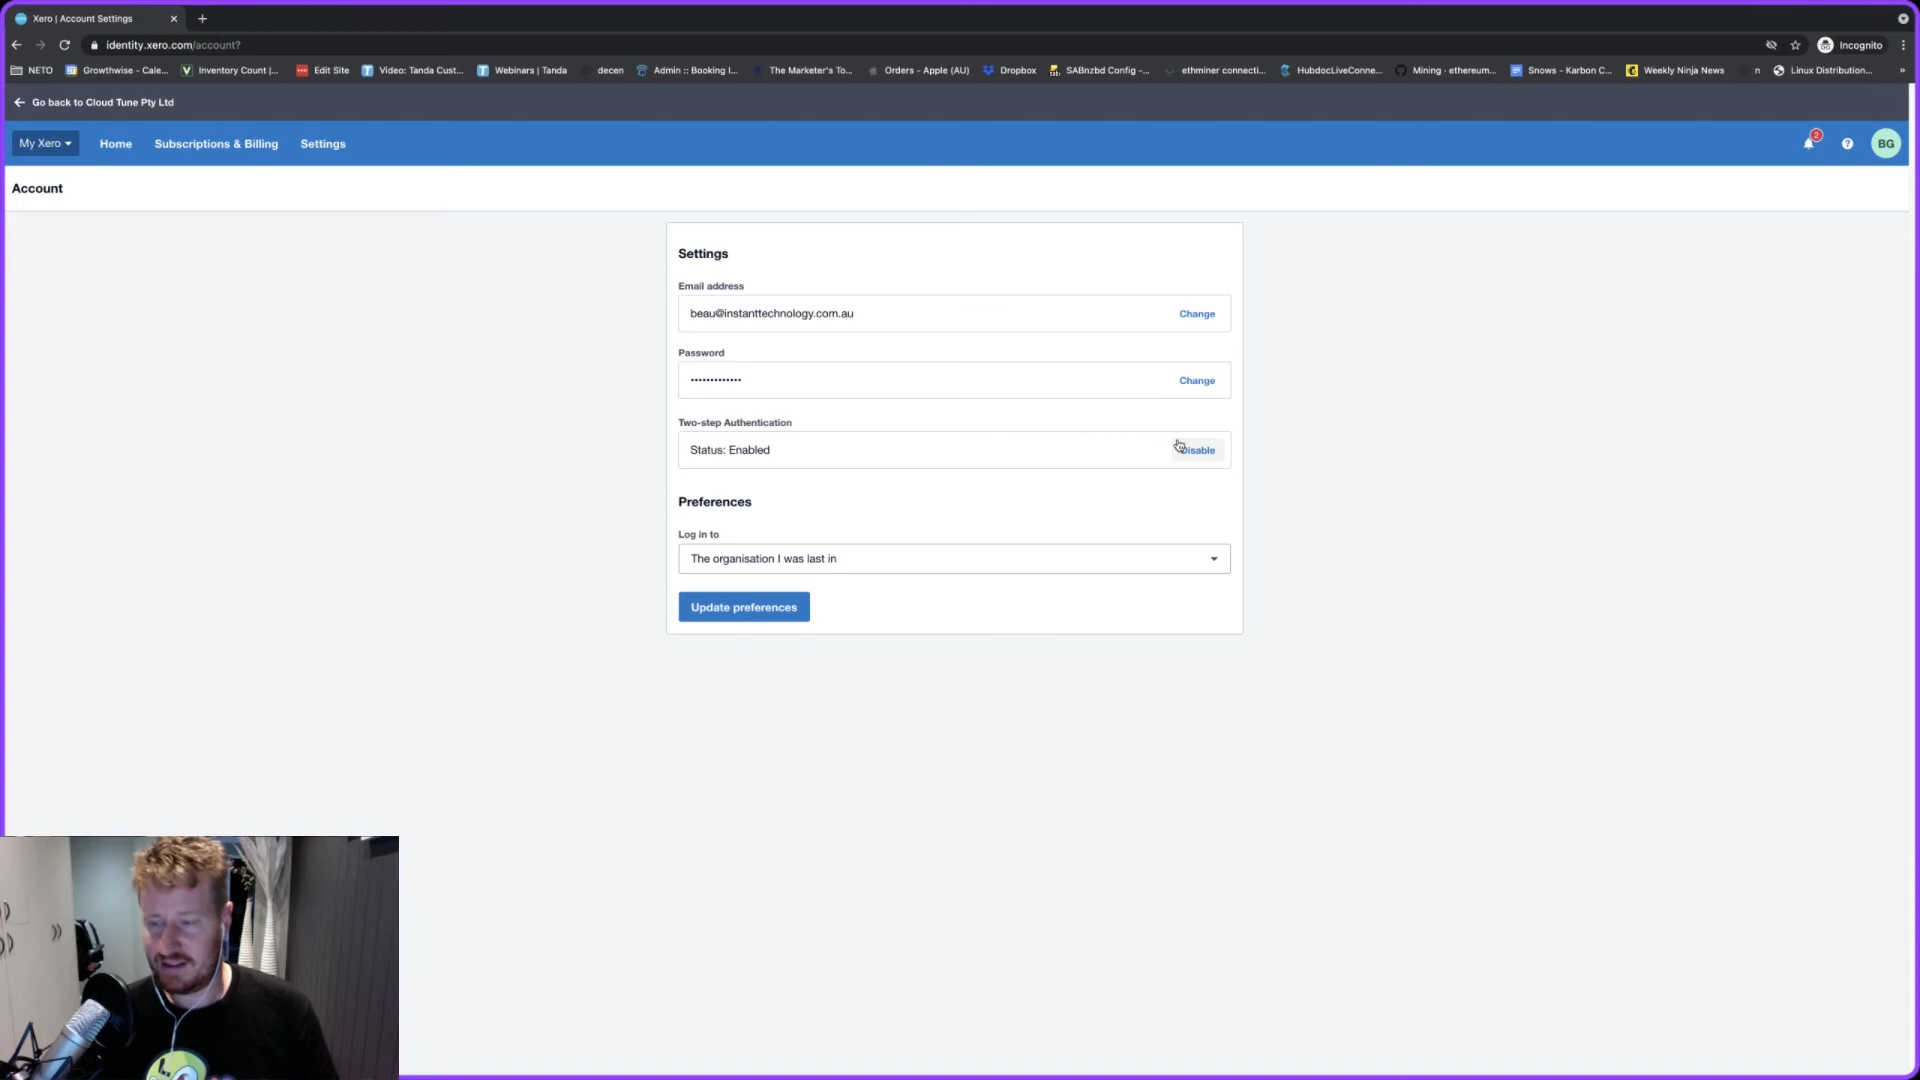 Xero | Account Settings
identity.xero.com/account?
Incognito
NETO
Growthwise - Cale...
Inventory Count |...
Edit Site
Video: Tanda Cust...
Webinars | Tanda
decen
Admin :: Booking I...
The Marketer's To...
Orders - Apple (AU)
Dropbox
SABnzbd Config -...
ethminer connecti...
HubdocLiveConne...
Mining · ethereum...
Snows - Karbon C...
Weekly Ninja News
n
Linux Distribution...
»
Go back to Cloud Tune Pty Ltd
My Xero
Home
Subscriptions & Billing
Settings
2
?
BG
Account
Settings
Email address
beau@instanttechnology.com.au
Change
Password
•••••••••••••
Change
Two-step Authentication
Status: Enabled
Disable
Preferences
Log in to
The organisation I was last in
Update preferences